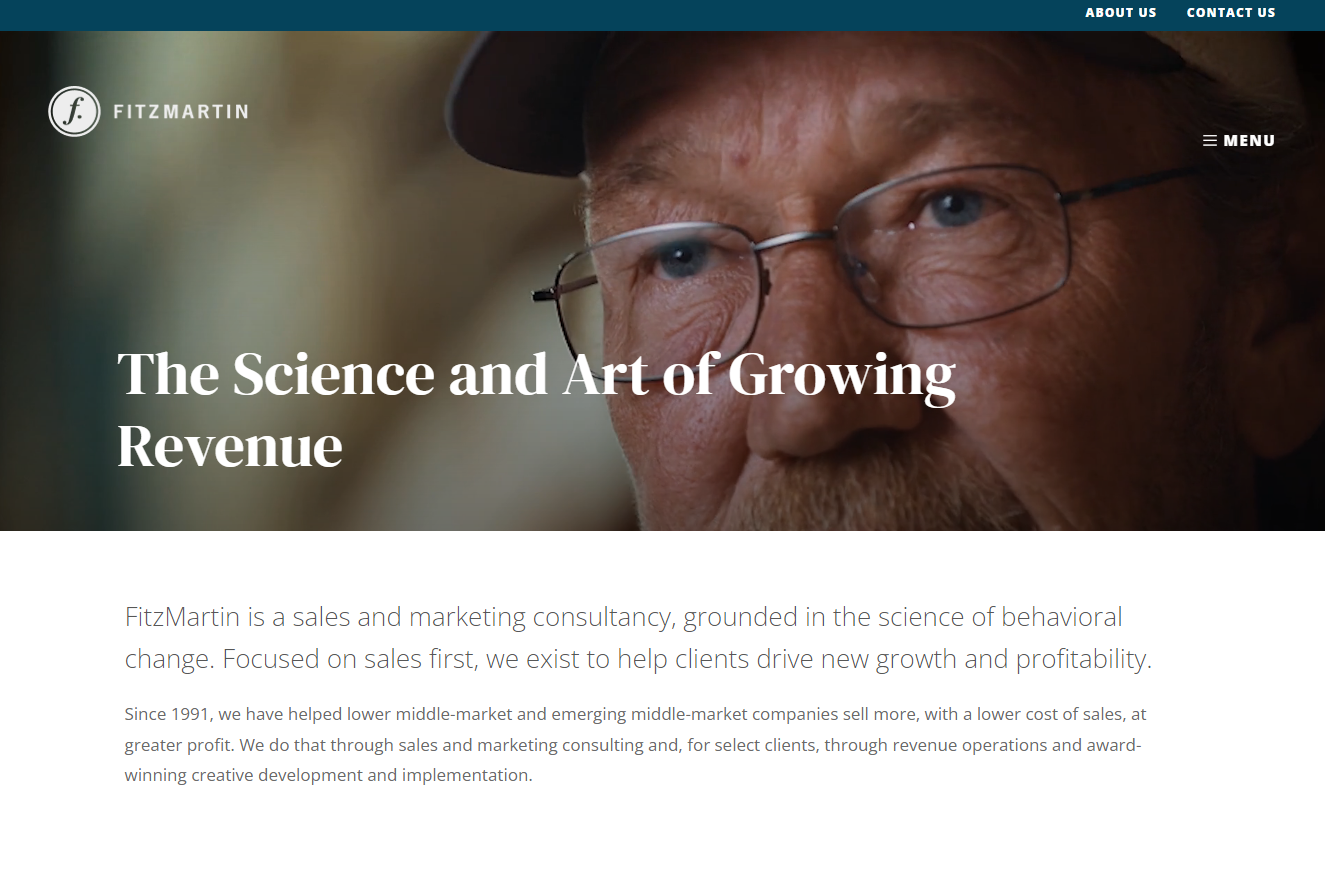 ABOUT US CONTACT US
f. FITZMARTIN
MENU
The Science and Art of Growing
Revenue
FitzMartin is a sales and marketing consultancy, grounded in the science of behavioral
change. Focused on sales first, we exist to help clients drive new growth and profitability.
Since 1991, we have helped lower middle-market and emerging middle-market companies sell more, with a lower cost of sales, at
greater profit. We do that through sales and marketing consulting and, for select clients, through revenue operations and award-
winning creative development and implementation.